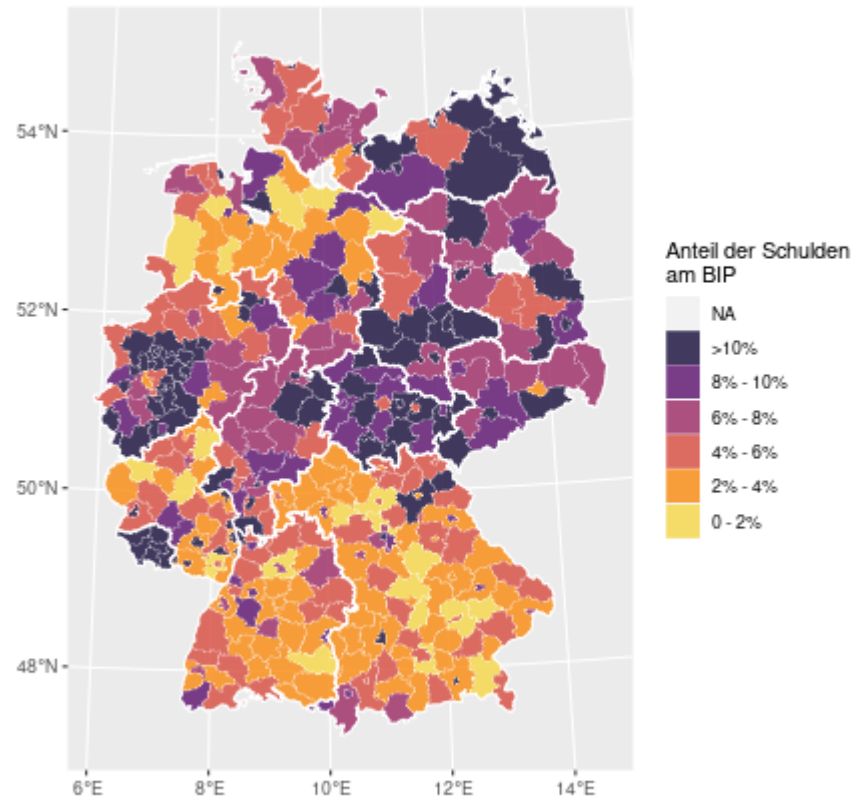 54°N
52°N
50°N
48°N
6°E
8°E
10°E
12°E
14°E
Anteil der Schulden
am BIP
NA
>10%
8% - 10%
6% - 8%
4% - 6%
2% - 4%
0 - 2%